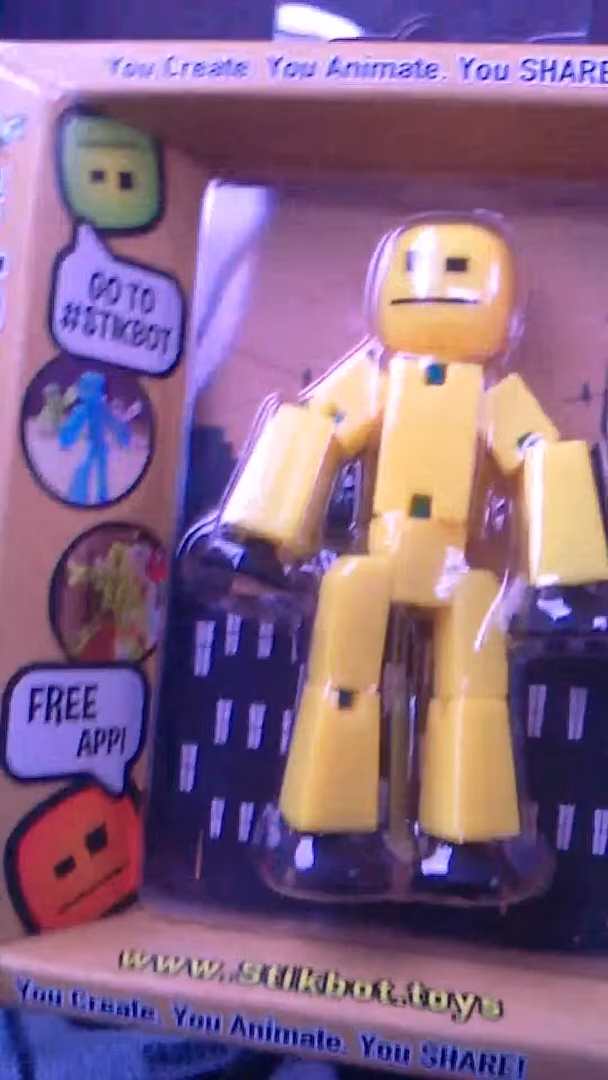 You Create. You Animate. You SHARE
GO TO
#STIKBOT
FREE
APP!
www.stikbot.toys
You Create. You Animate. You SHARE!